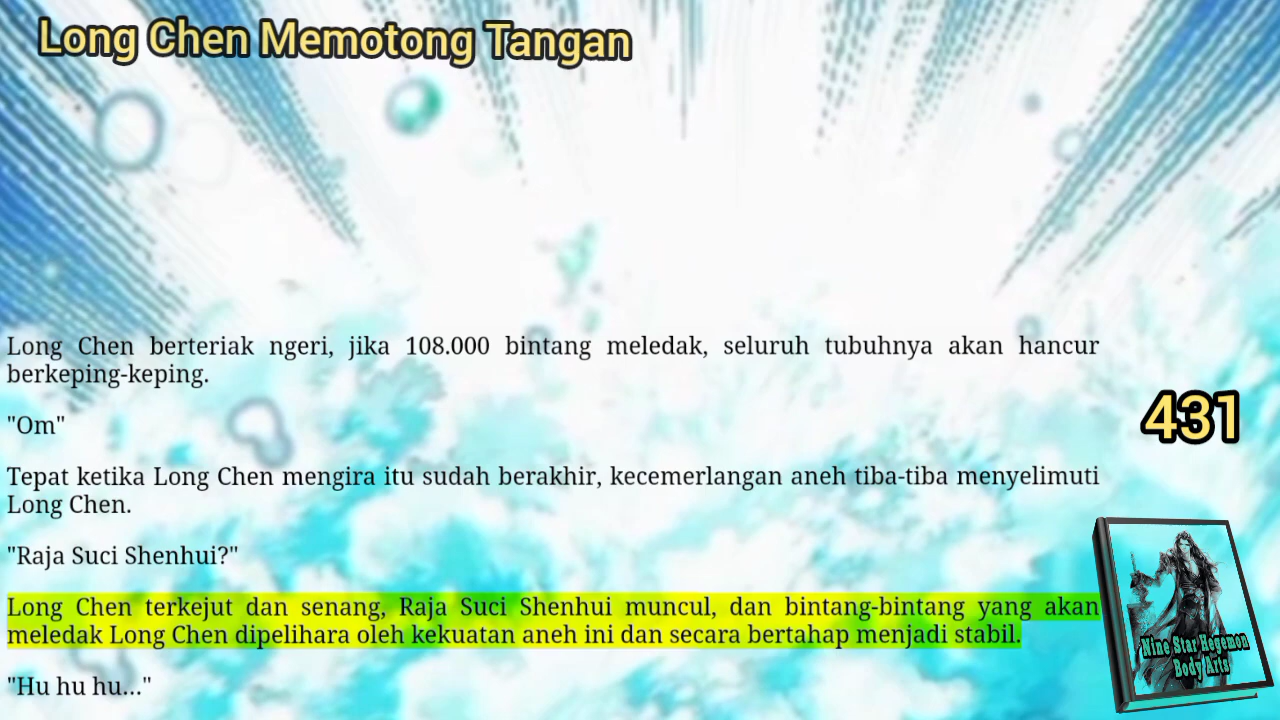 Long Chen Memotong Tangan
Long Chen berteriak ngeri, jika 108.000 bintang meledak, seluruh tubuhnya akan hancur
berkeping-keping.
"Om"
431
Tepat ketika Long Chen mengira itu sudah berakhir, kecemerlangan aneh tiba-tiba menyelimuti
Long Chen.
"Raja Suci Shenhui?"
Long Chen terkejut dan senang, Raja Suci Shenhui muncul, dan bintang-bintang yang akan
meledak Long Chen dipelihara oleh kekuatan aneh ini dan secara bertahap menjadi stabil.
Nine Star Hegemon
Body Arts
"Hu hu hu..."